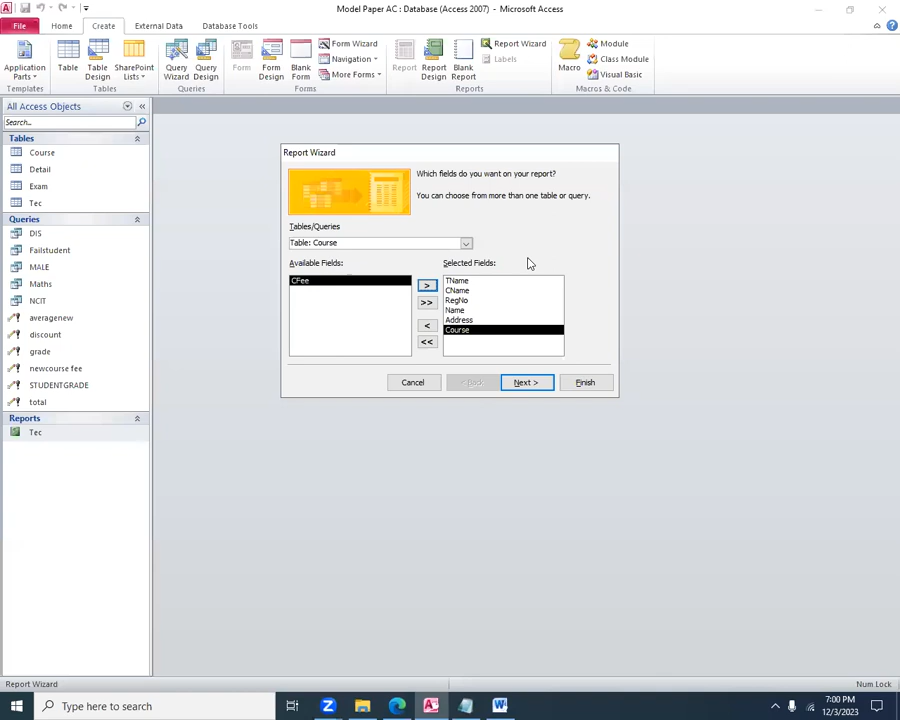 Model Paper AC : Database (Access 2007) - Microsoft Access
File Home Create External Data Database Tools
Application Parts
Table
Table Design
SharePoint Lists
Query Wizard
Query Design
Form
Form Design
Blank Form
Form Wizard
Navigation
More Forms
Report
Report Design
Blank Report
Report Wizard
Labels
Macro
Module
Class Module
Visual Basic
Templates Tables Queries Forms Reports Macros & Code
All Access Objects
Search...
Tables
Course
Detail
Exam
Tec
Queries
DIS
Failstudent
MALE
Maths
NCIT
averagenew
discount
grade
newcourse fee
STUDENTGRADE
total
Reports
Tec
Report Wizard
Which fields do you want on your report?
You can choose from more than one table or query.
Tables/Queries
Table: Course
Available Fields:
Selected Fields:
CFee
>
>>
<
<<
TName
CName
RegNo
Name
Address
Course
Cancel < Back Next > Finish
Report Wizard
Num Lock
Type here to search
7:00 PM
12/3/2023